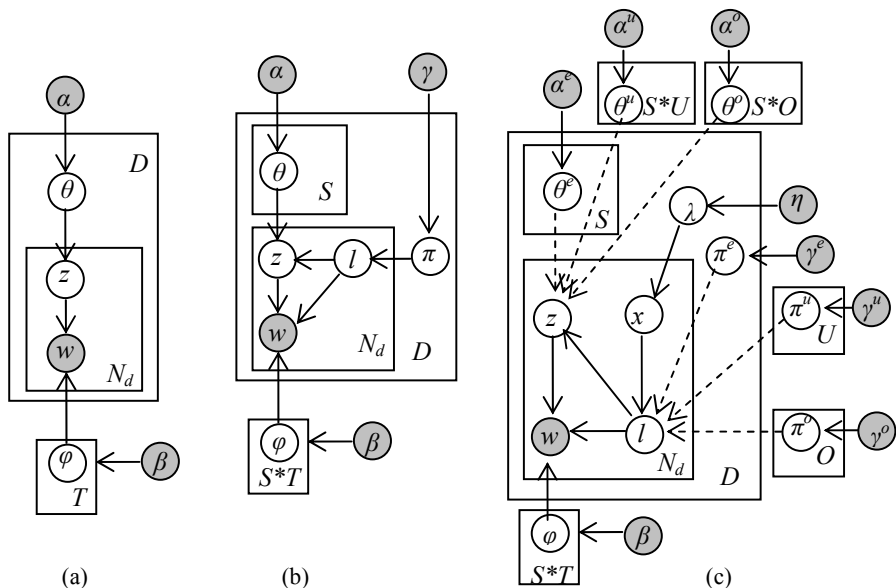 α
D
θ
z
w
N_d
φ
T
β
(a)
α
γ
θ
S
z
l
π
w
N_d
D
φ
S*T
β
(b)
α^u
α^o
α^e
θ^u S*U
θ^o S*O
θ^e
S
λ
η
π^e
γ^e
z
x
π^u
U
γ^u
w
l
N_d
π^o
O
γ^o
D
φ
S*T
β
(c)